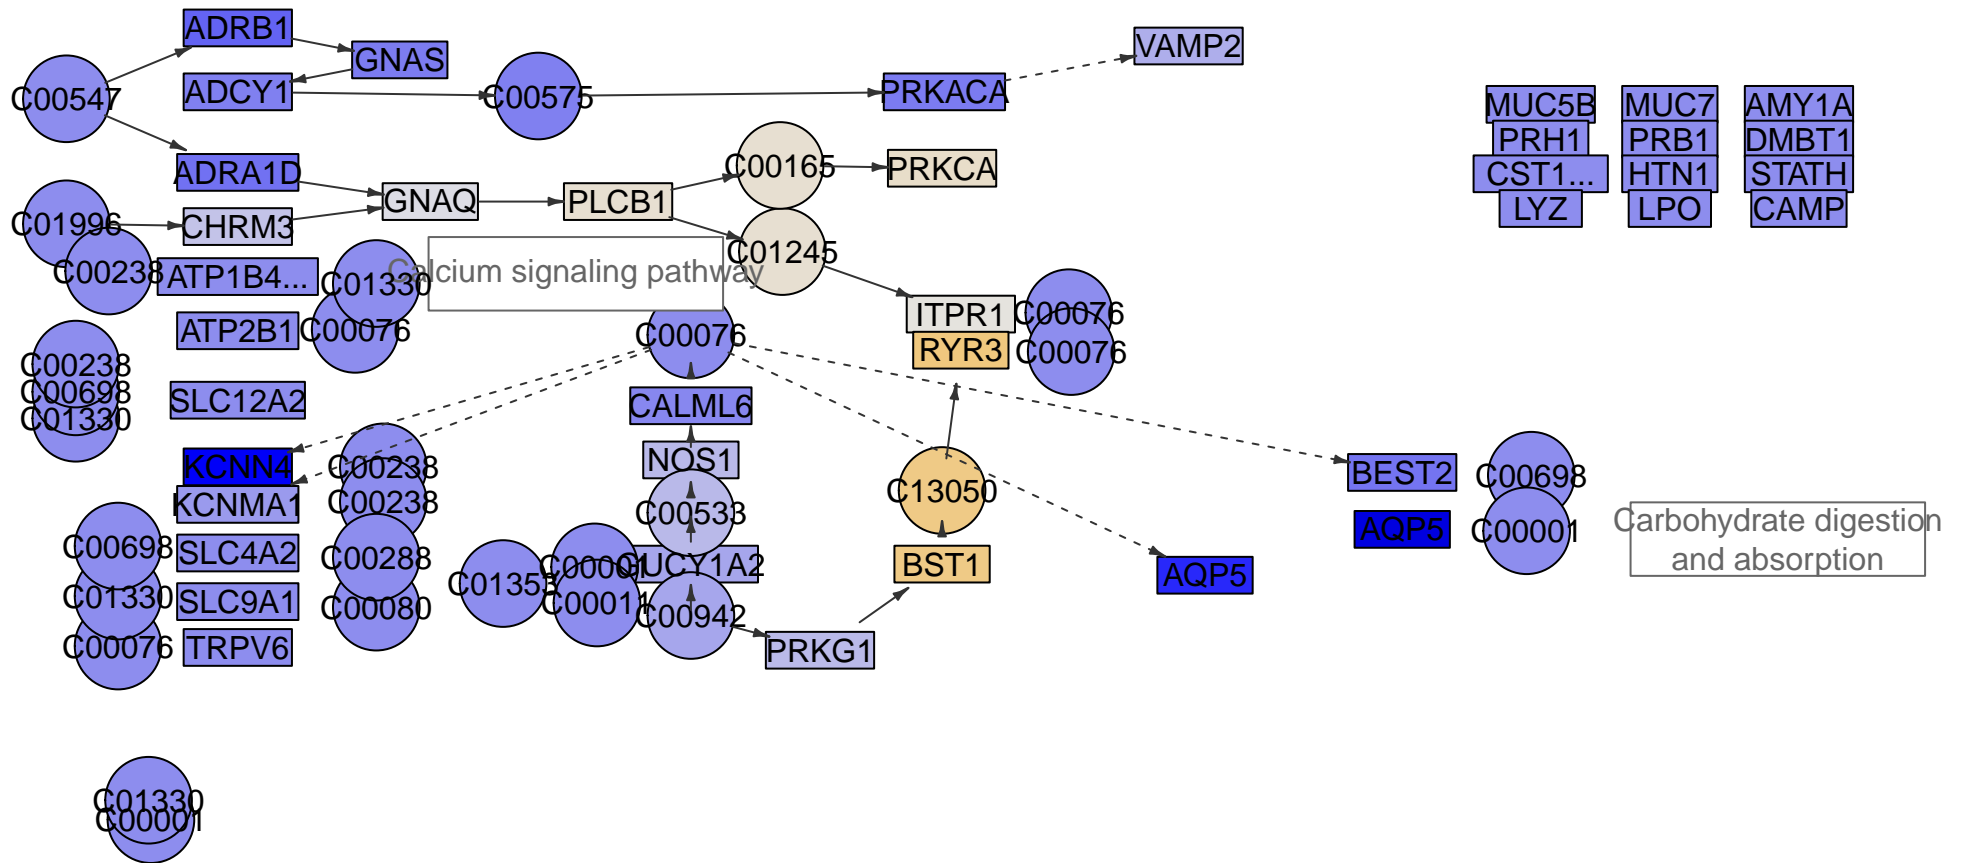 ADRB1
GNAS
VAMP2
C00547
ADCY1
C00575
PRKACA
MUC5B
MUC7
AMY1A
PRH1
PRB1
DMBT1
CST1...
HTN1
STATH
LYZ
LPO
CAMP
ADRA1D
C00165
PRKCA
GNAQ
PLCB1
C01996
CHRM3
C01245
C00238
ATP1B4...
C01330
Calcium signaling pathway
ITPR1
C00076
ATP2B1
C00076
C00076
RYR3
C00076
C00238
C00698
C01330
SLC12A2
CALML6
KCNN4
C00238
NOS1
BEST2
C00698
KCNMA1
C00238
C00533
C13050
AQP5
C00001
Carbohydrate digestion
and absorption
C00698
SLC4A2
C00288
C01353
C00001
GUCY1A2
BST1
AQP5
C01330
SLC9A1
C00080
C00011
C00942
C00076
TRPV6
PRKG1
C01330
C00001